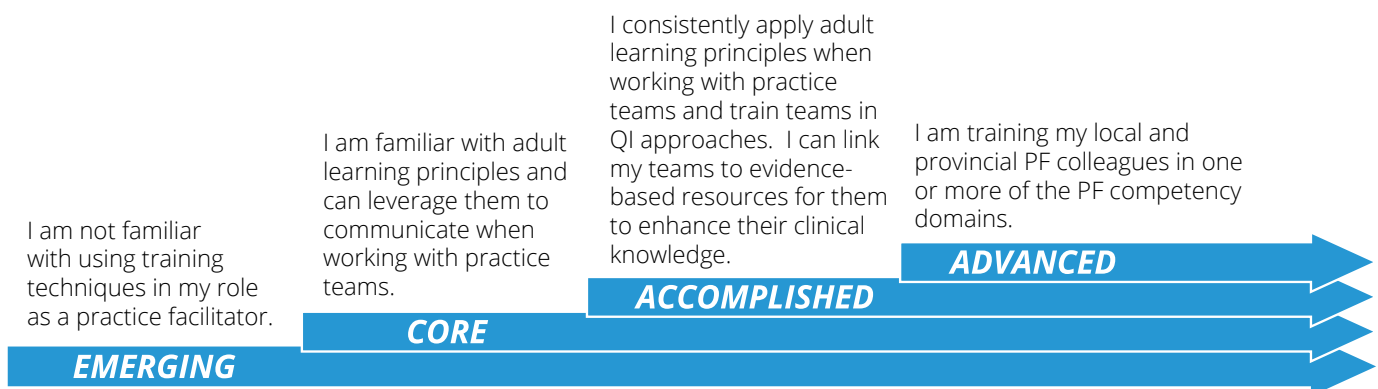 I am not familiar
with using training
techniques in my role
as a practice facilitator.
EMERGING
I am familiar with adult
learning principles and
can leverage them to
communicate when
working with practice
teams.
CORE
I consistently apply adult
learning principles when
working with practice
teams and train teams in
QI approaches.  I can link
my teams to evidence-
based resources for them
to enhance their clinical
knowledge.
ACCOMPLISHED
I am training my local and
provincial PF colleagues in one
or more of the PF competency
domains.
ADVANCED